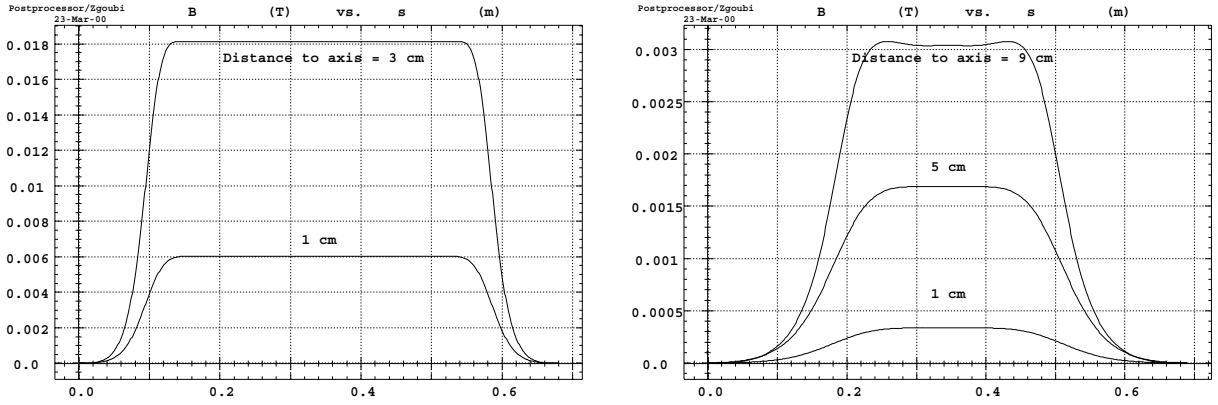 Postprocessor/Zgoubi
23-Mar-00
B (T) vs. s (m)
0.018
Distance to axis = 3 cm
0.016
0.014
0.012
0.010
0.008
1 cm
0.006
0.004
0.002
0.0
0.0 0.2 0.4 0.6
Postprocessor/Zgoubi
23-Mar-00
B (T) vs. s (m)
0.003
Distance to axis = 9 cm
0.0025
0.002
5 cm
0.0015
0.001
1 cm
0.0005
0.0
0.0 0.2 0.4 0.6